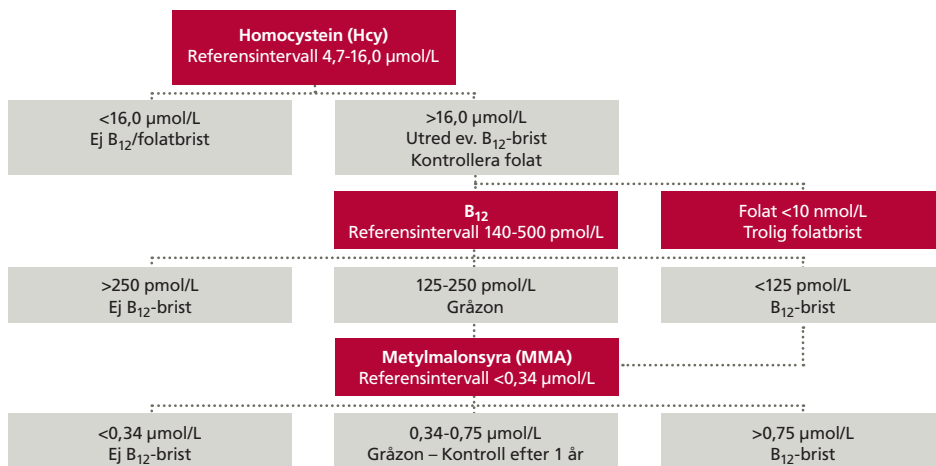 Homocystein (Hcy)
Referensintervall 4,7-16,0 µmol/L
<16,0 µmol/L
Ej B₁₂/folatbrist
>16,0 µmol/L
Utred ev. B₁₂-brist
Kontrollera folat
B₁₂
Referensintervall 140-500 pmol/L
Folat <10 nmol/L
Trolig folatbrist
>250 pmol/L
Ej B₁₂-brist
125-250 pmol/L
Gråzon
<125 pmol/L
B₁₂-brist
Metylmalonsyra (MMA)
Referensintervall <0,34 µmol/L
<0,34 µmol/L
Ej B₁₂-brist
0,34-0,75 µmol/L
Gråzon – Kontroll efter 1 år
>0,75 µmol/L
B₁₂-brist